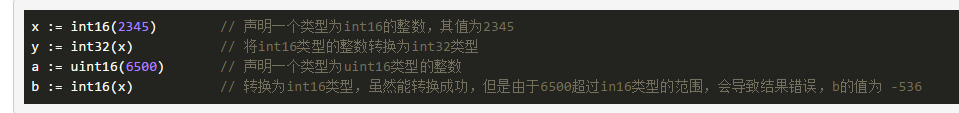 x := int16(2345)         // 声明一个类型为int16的整数，其值为2345
y := int32(x)            // 将int16类型的整数转换为int32类型
a := uint16(6500)        // 声明一个类型为uint16类型的整数
b := int16(x)            // 转换为int16类型，虽然能转换成功，但是由于6500超过in16类型的范围，会导致结果错误，b的值为 -536